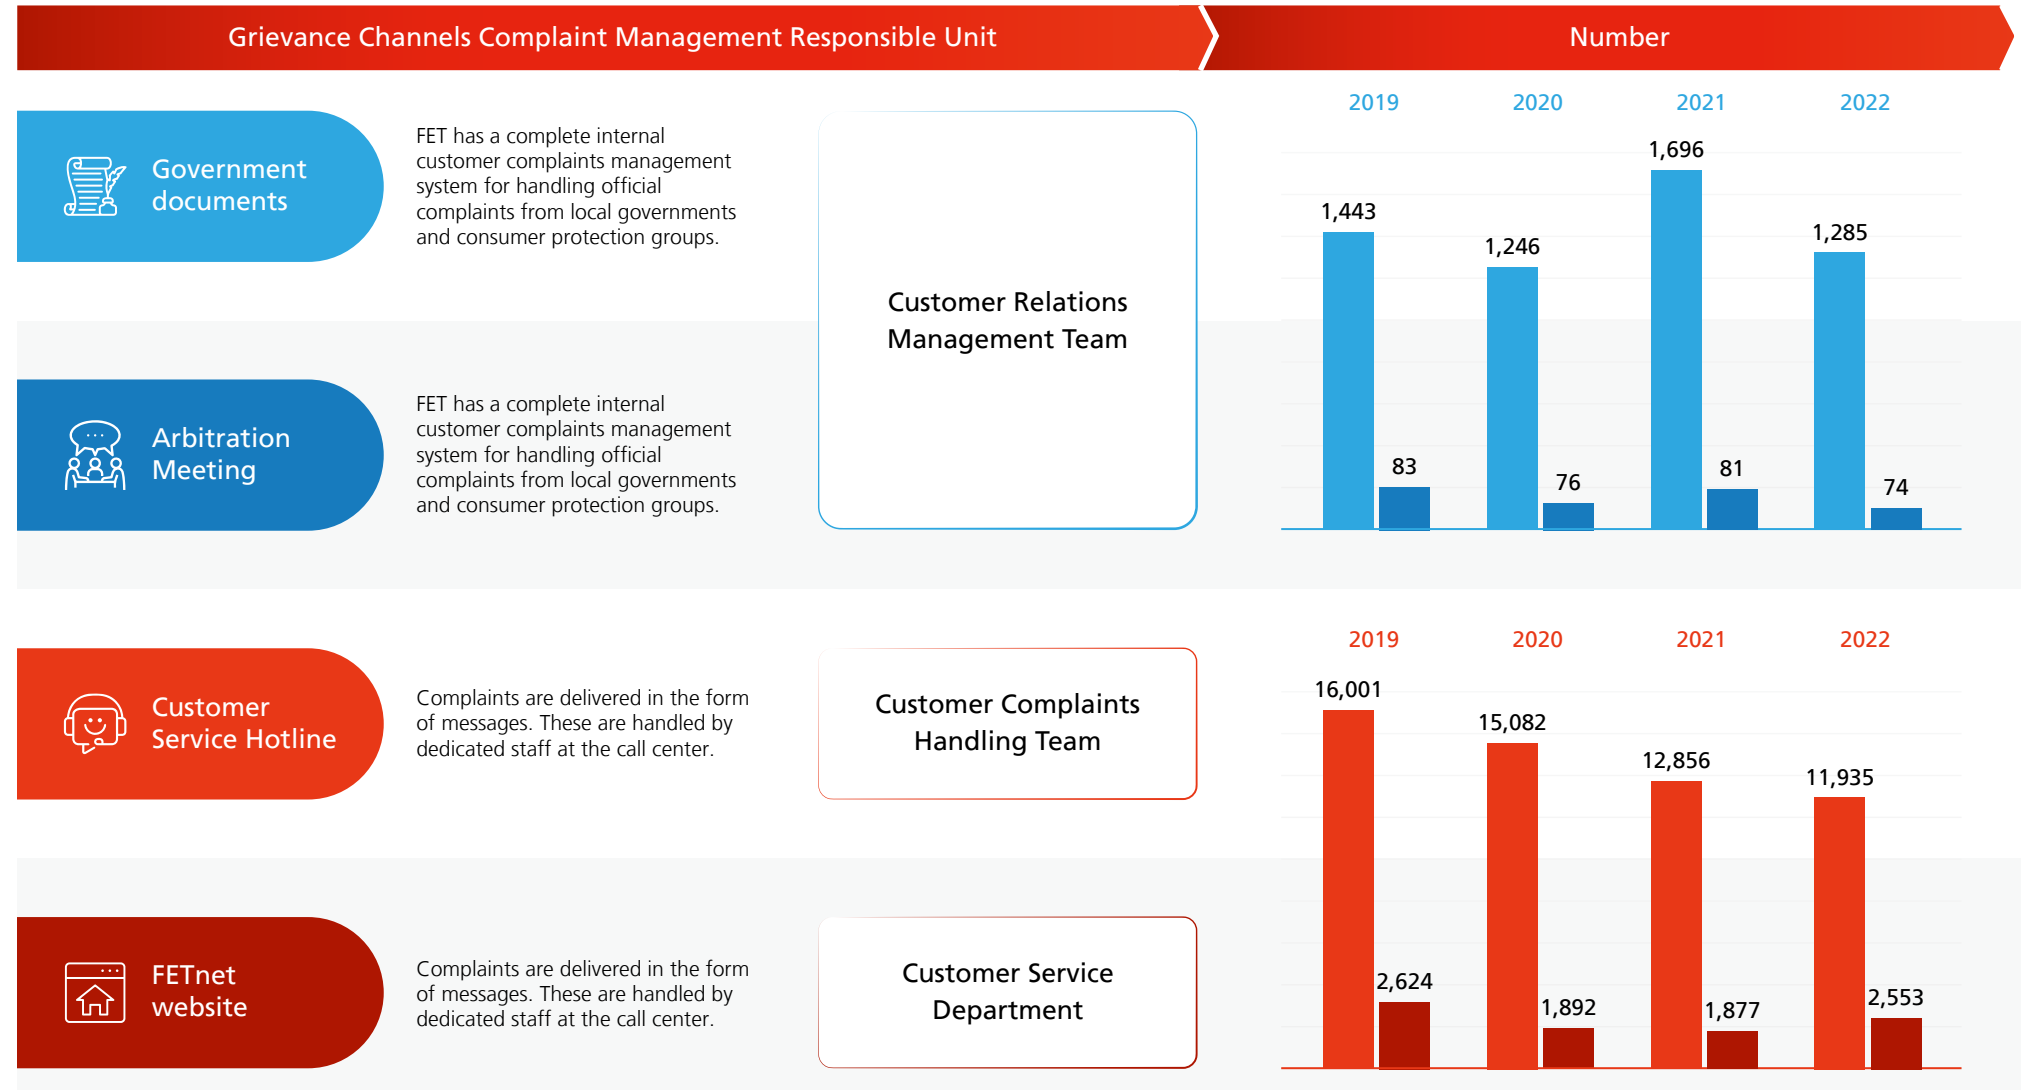 Grievance Channels Complaint Management Responsible Unit
Number
Government
documents
FET has a complete internal
customer complaints management
system for handling official
complaints from local governments
and consumer protection groups.
Arbitration
Meeting
FET has a complete internal
customer complaints management
system for handling official
complaints from local governments
and consumer protection groups.
Customer Relations
Management Team
2019 2020 2021 2022
1,443 1,246 1,696 1,285
83 76 81 74
Customer
Service Hotline
Complaints are delivered in the form
of messages. These are handled by
dedicated staff at the call center.
Customer Complaints
Handling Team
FETnet
website
Complaints are delivered in the form
of messages. These are handled by
dedicated staff at the call center.
Customer Service
Department
2019 2020 2021 2022
16,001 15,082 12,856 11,935
2,624 1,892 1,877 2,553